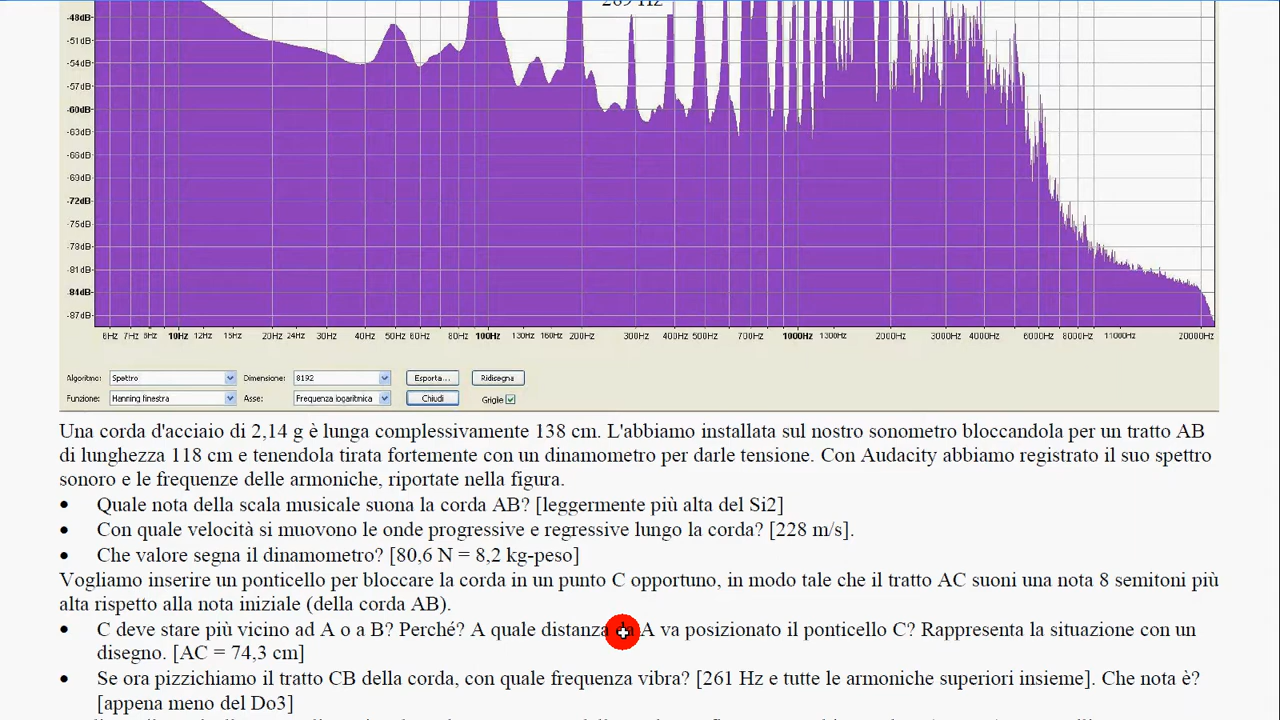 -48dB
-51dB
-54dB
-57dB
-60dB
-63dB
-66dB
-69dB
-72dB
-75dB
-78dB
-81dB
-84dB
-87dB
6Hz 7Hz 8Hz 10Hz 12Hz 15Hz 20Hz 24Hz 30Hz 40Hz 50Hz 60Hz 80Hz 100Hz 130Hz 160Hz 200Hz 300Hz 400Hz 500Hz 700Hz 1000Hz 1300Hz 2000Hz 3000Hz 4000Hz 6000Hz 8000Hz 11000Hz 20000Hz
Algoritmo: Spettro Dimensione: 8192 Esporta... Ridisegna
Funzione: Hanning finestra Asse: Frequenza logaritmica Chiudi Griglie
Una corda d'acciaio di 2,14 g è lunga complessivamente 138 cm. L'abbiamo installata sul nostro sonometro bloccandola per un tratto AB
di lunghezza 118 cm e tenendola tirata fortemente con un dinamometro per darle tensione. Con Audacity abbiamo registrato il suo spettro
sonoro e le frequenze delle armoniche, riportate nella figura.
• Quale nota della scala musicale suona la corda AB? [leggermente più alta del Si2]
• Con quale velocità si muovono le onde progressive e regressive lungo la corda? [228 m/s].
• Che valore segna il dinamometro? [80,6 N = 8,2 kg-peso]
Vogliamo inserire un ponticello per bloccare la corda in un punto C opportuno, in modo tale che il tratto AC suoni una nota 8 semitoni più
alta rispetto alla nota iniziale (della corda AB).
• C deve stare più vicino ad A o a B? Perché? A quale distanza da A va posizionato il ponticello C? Rappresenta la situazione con un
disegno. [AC = 74,3 cm]
• Se ora pizzichiamo il tratto CB della corda, con quale frequenza vibra? [261 Hz e tutte le armoniche superiori insieme]. Che nota è?
[appena meno del Do3]